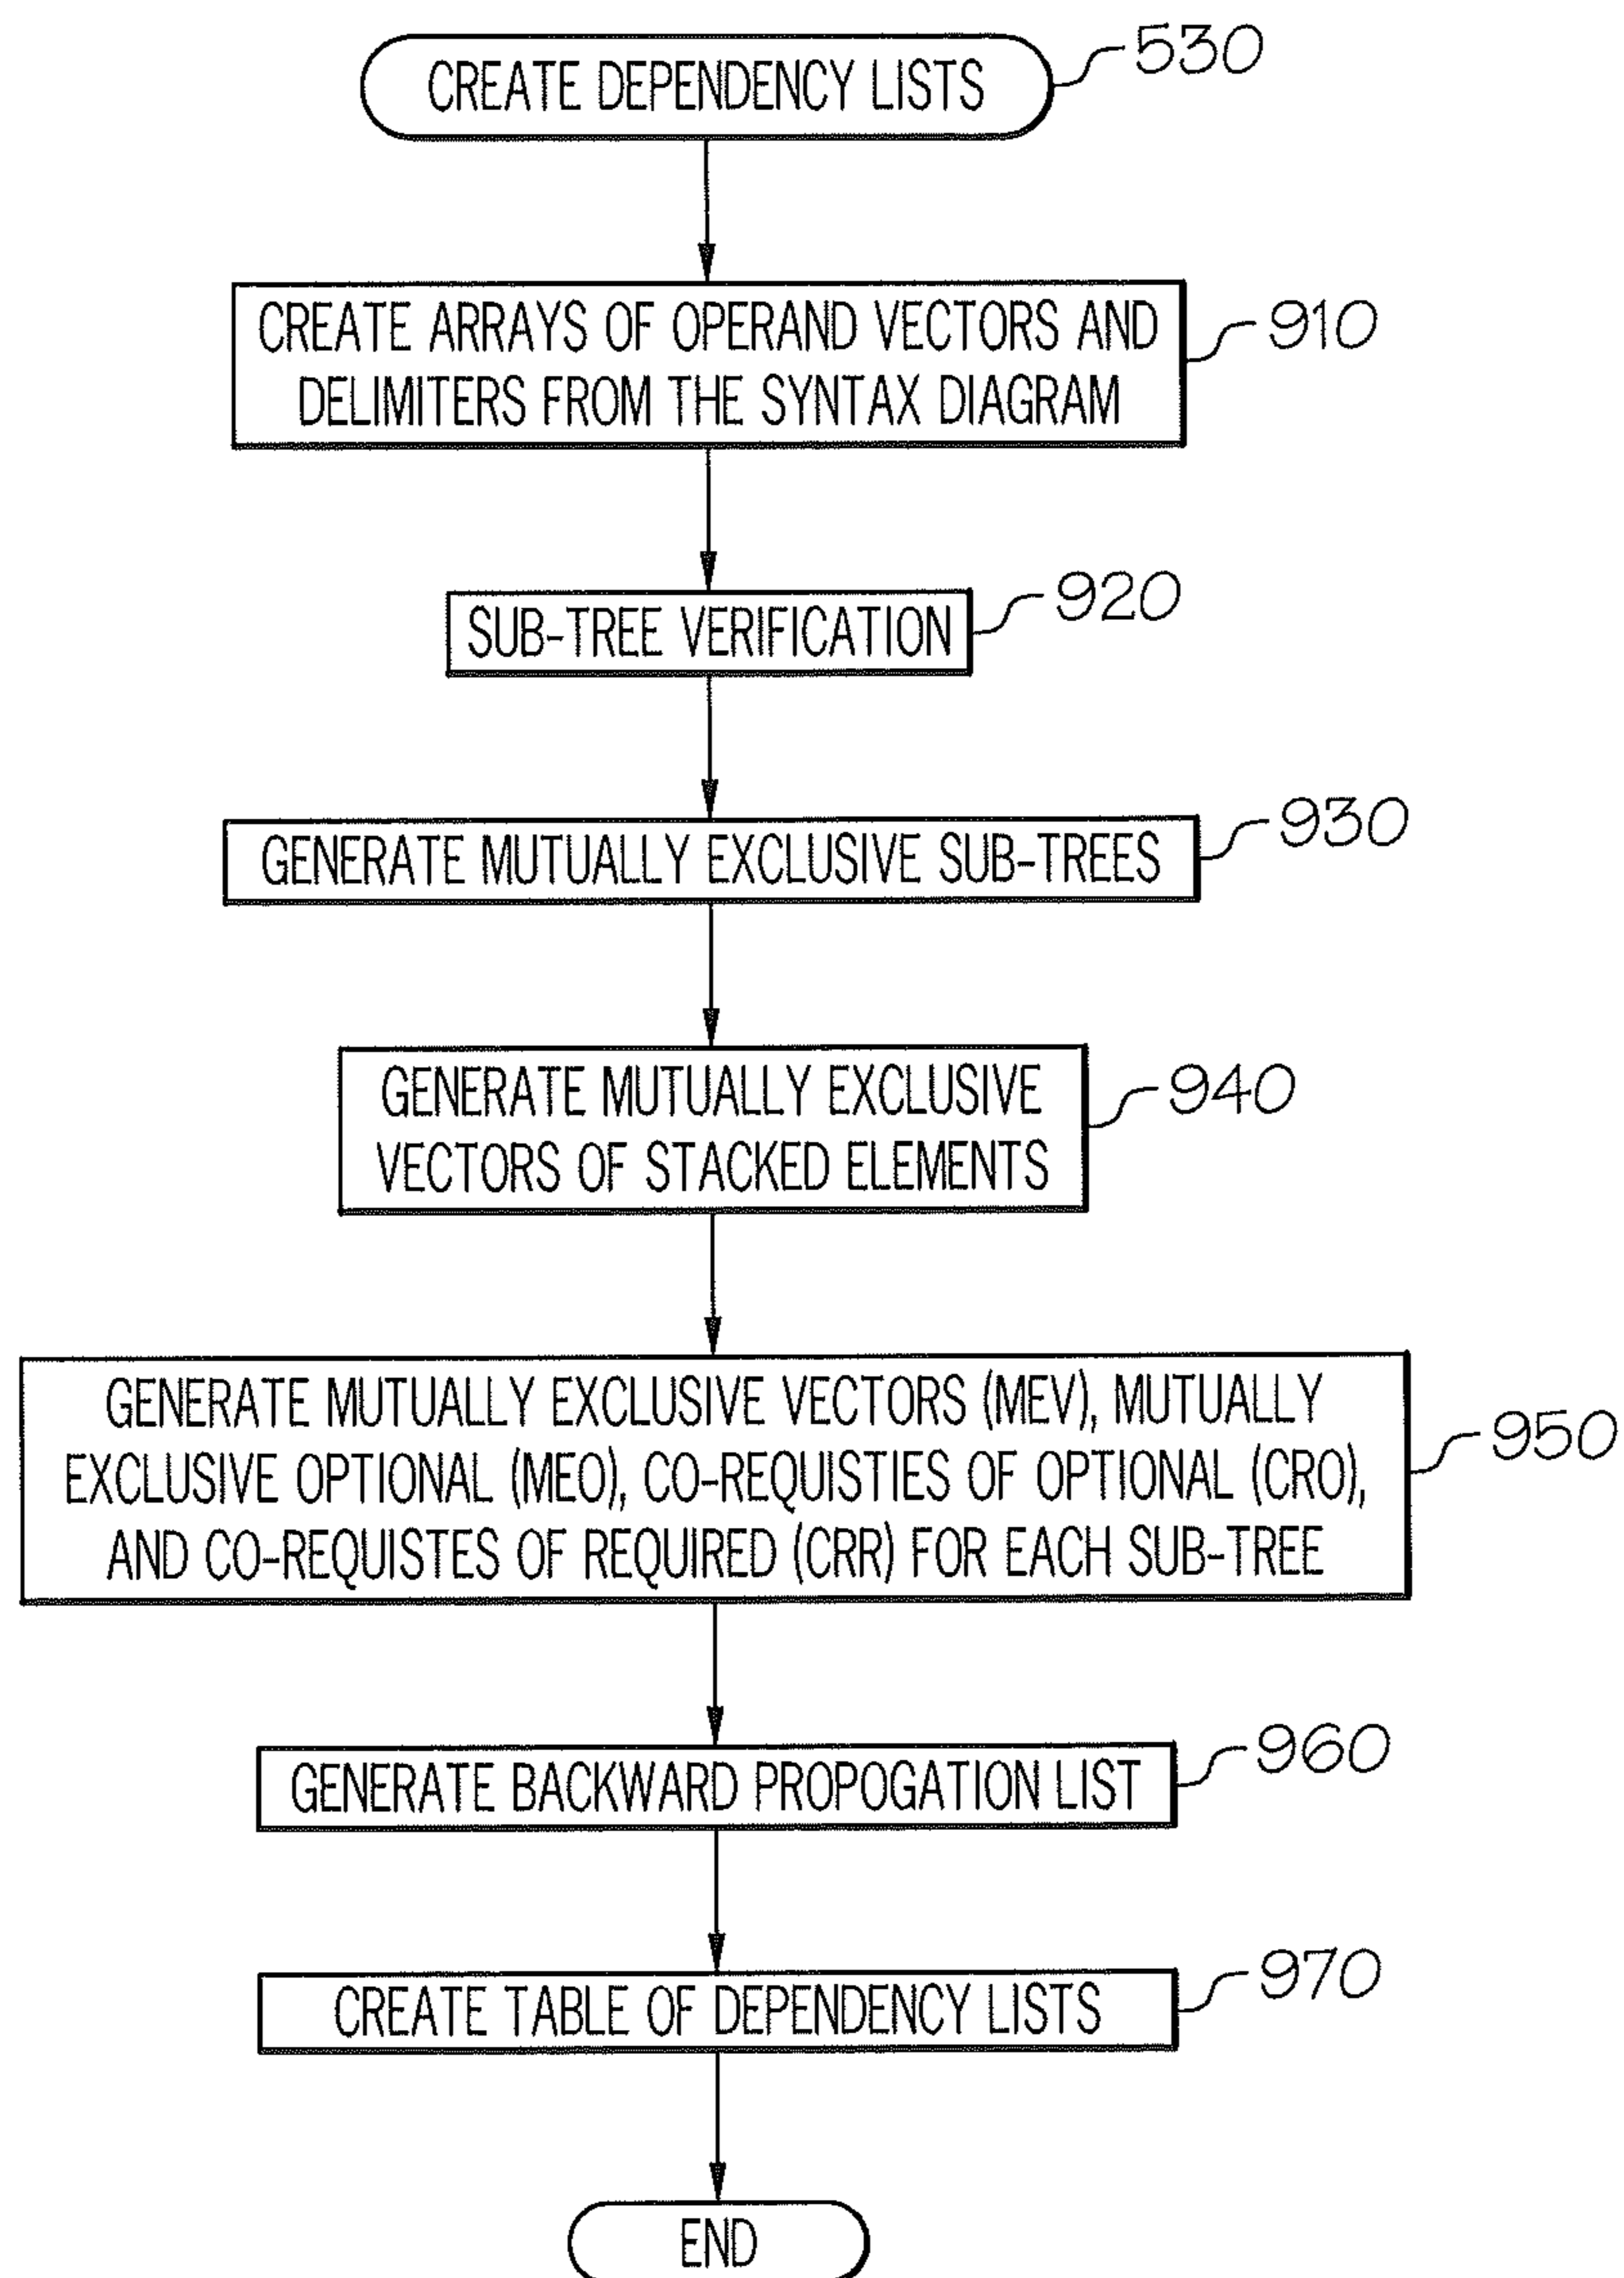 CREATE DEPENDENCY LISTS
530
CREATE ARRAYS OF OPERAND VECTORS AND
DELIMITERS FROM THE SYNTAX DIAGRAM
910
SUB-TREE VERIFICATION
920
GENERATE MUTUALLY EXCLUSIVE SUB-TREES
930
GENERATE MUTUALLY EXCLUSIVE
VECTORS OF STACKED ELEMENTS
940
GENERATE MUTUALLY EXCLUSIVE VECTORS (MEV), MUTUALLY
EXCLUSIVE OPTIONAL (MEO), CO-REQUISTIES OF OPTIONAL (CRO),
AND CO-REQUISTES OF REQUIRED (CRR) FOR EACH SUB-TREE
950
GENERATE BACKWARD PROPOGATION LIST
960
CREATE TABLE OF DEPENDENCY LISTS
970
END